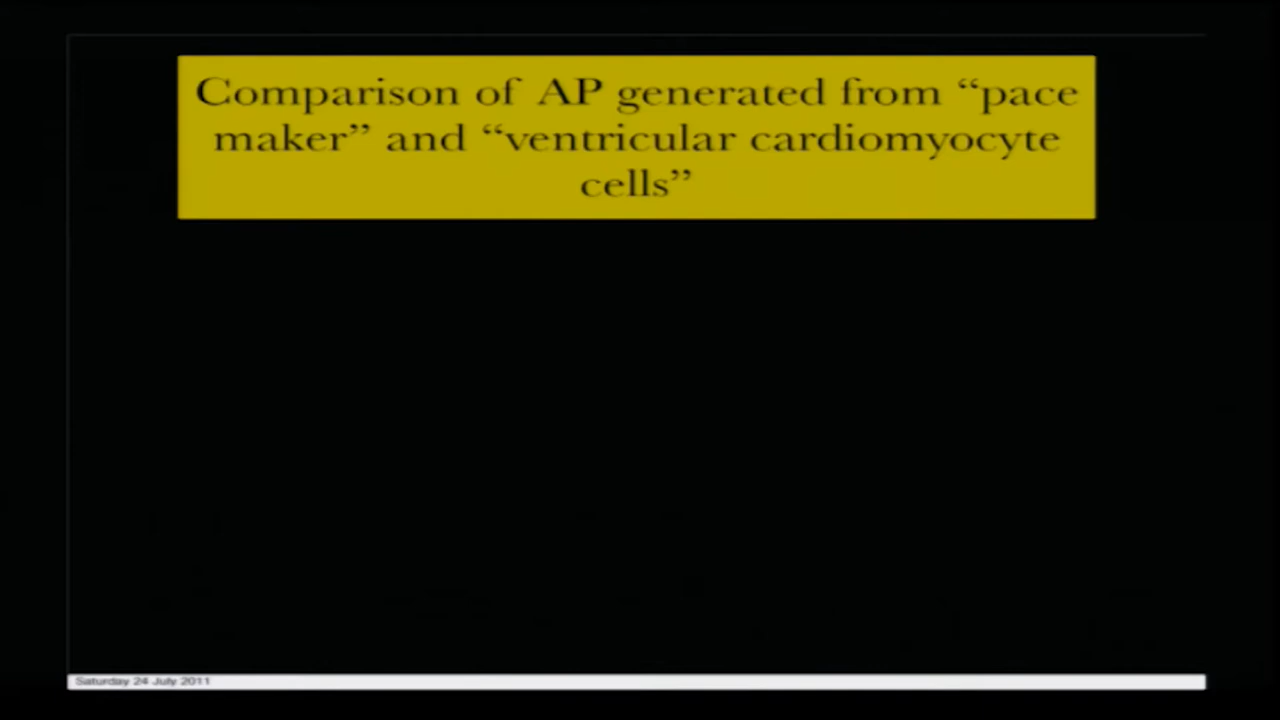 Comparison of AP generated from “pace
maker” and “ventricular cardiomyocyte
cells”
Saturday 24 July 2011